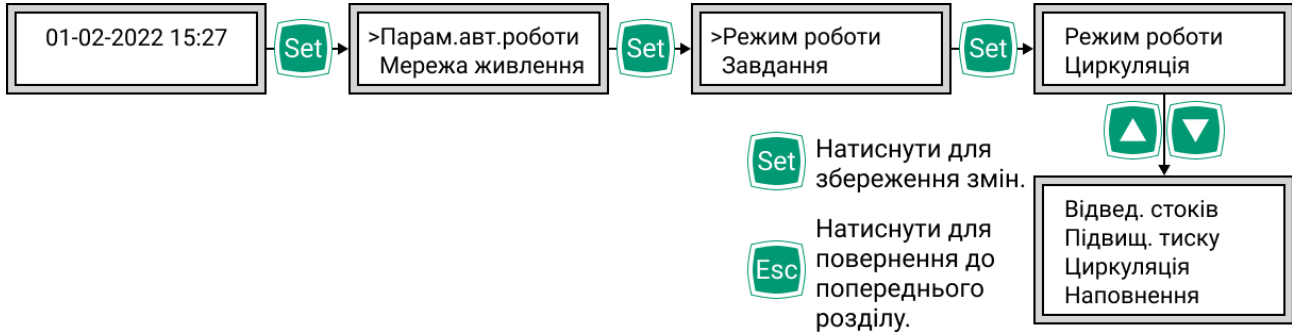 01-02-2022 15:27
Set
>Парам.авт.роботи
Мережа живлення
Set
>Режим роботи
Завдання
Set
Режим роботи
Циркуляція
Set
Натиснути для
збереження змін.
Esc
Натиснути для
повернення до
попереднього
розділу.
Відвед. стоків
Підвищ. тиску
Циркуляція
Наповнення